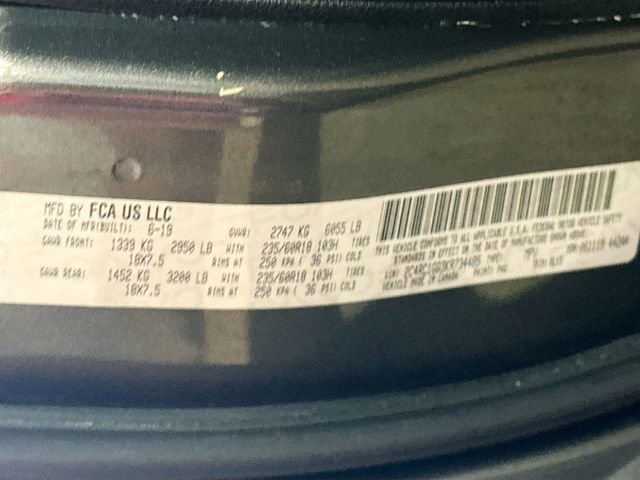 MFD BY FCA US LLC
DATE OF MFR(BUILT): 6-19 GVWR: 2747 KG 6055 LB
GAWR FRONT: 1339 KG 2950 LB WITH 235/60R18 103H TIRES
18X7.5 RIMS AT 250 KPA ( 36 PSI) COLD
GAWR REAR: 1452 KG 3200 LB WITH 235/60R18 103H TIRES
18X7.5 RIMS AT 250 KPA ( 36 PSI) COLD
THIS VEHICLE CONFORMS TO ALL APPLICABLE U.S.A. FEDERAL MOTOR VEHICLE SAFETY
STANDARDS IN EFFECT ON THE DATE OF MANUFACTURE SHOWN ABOVE.
VIN: TYPE: MPV
VEHICLE MADE IN CANADA PAINT: